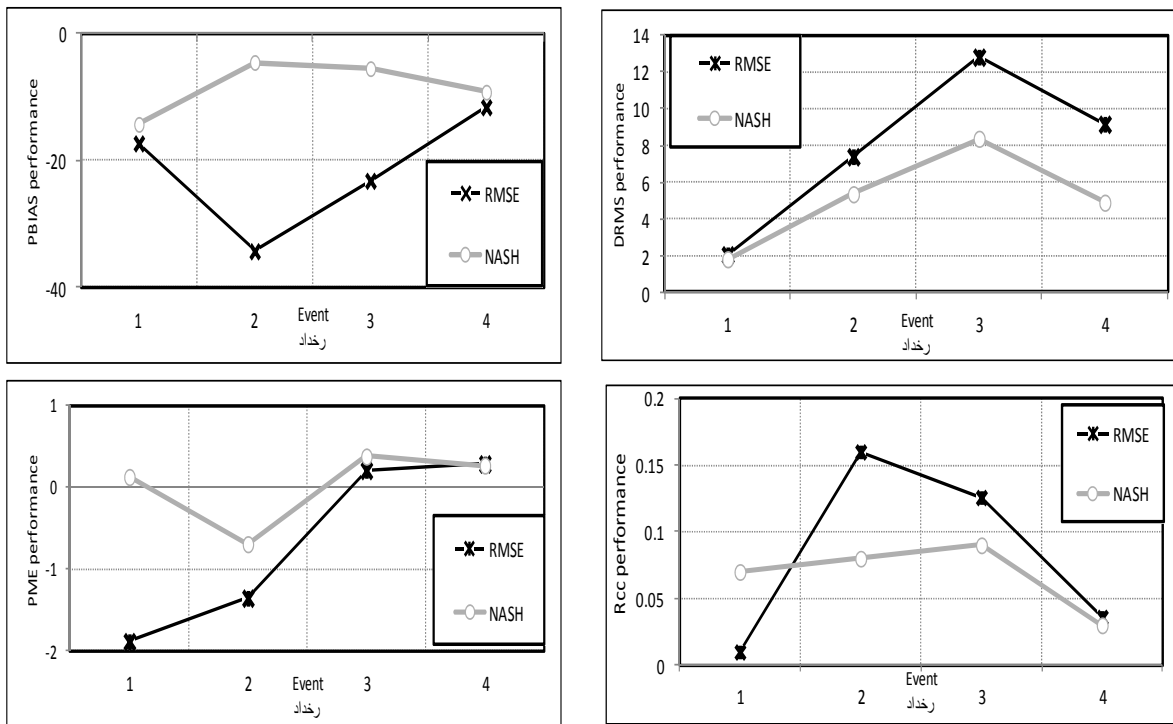 PBIAS performance
0
-20
-40
RMSE
NASH
1 2 Event 3 4
رخداد
DRMS performance
14
12
10
8
6
4
2
0
RMSE
NASH
1 2 Event 3 4
رخداد
PME performance
1
0
-1
-2
RMSE
NASH
1 2 Event 3 4
رخداد
Rcc performance
0.2
0.15
0.1
0.05
0
RMSE
NASH
1 2 Event 3 4
رخداد